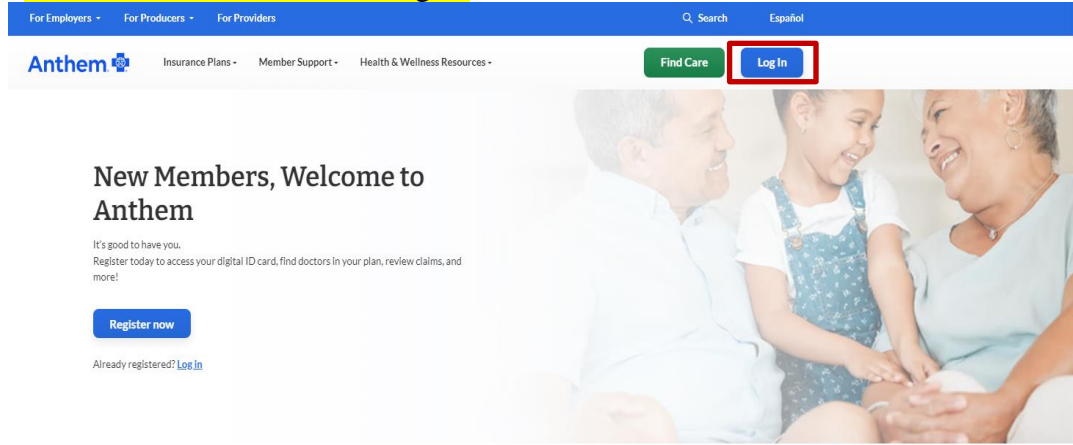 For Employers For Producers For Providers Search Español
Anthem Insurance Plans Member Support Health & Wellness Resources Find Care Log In
New Members, Welcome to
Anthem
It's good to have you.
Register today to access your digital ID card, find doctors in your plan, review claims, and
more!
Register now
Already registered? Log in